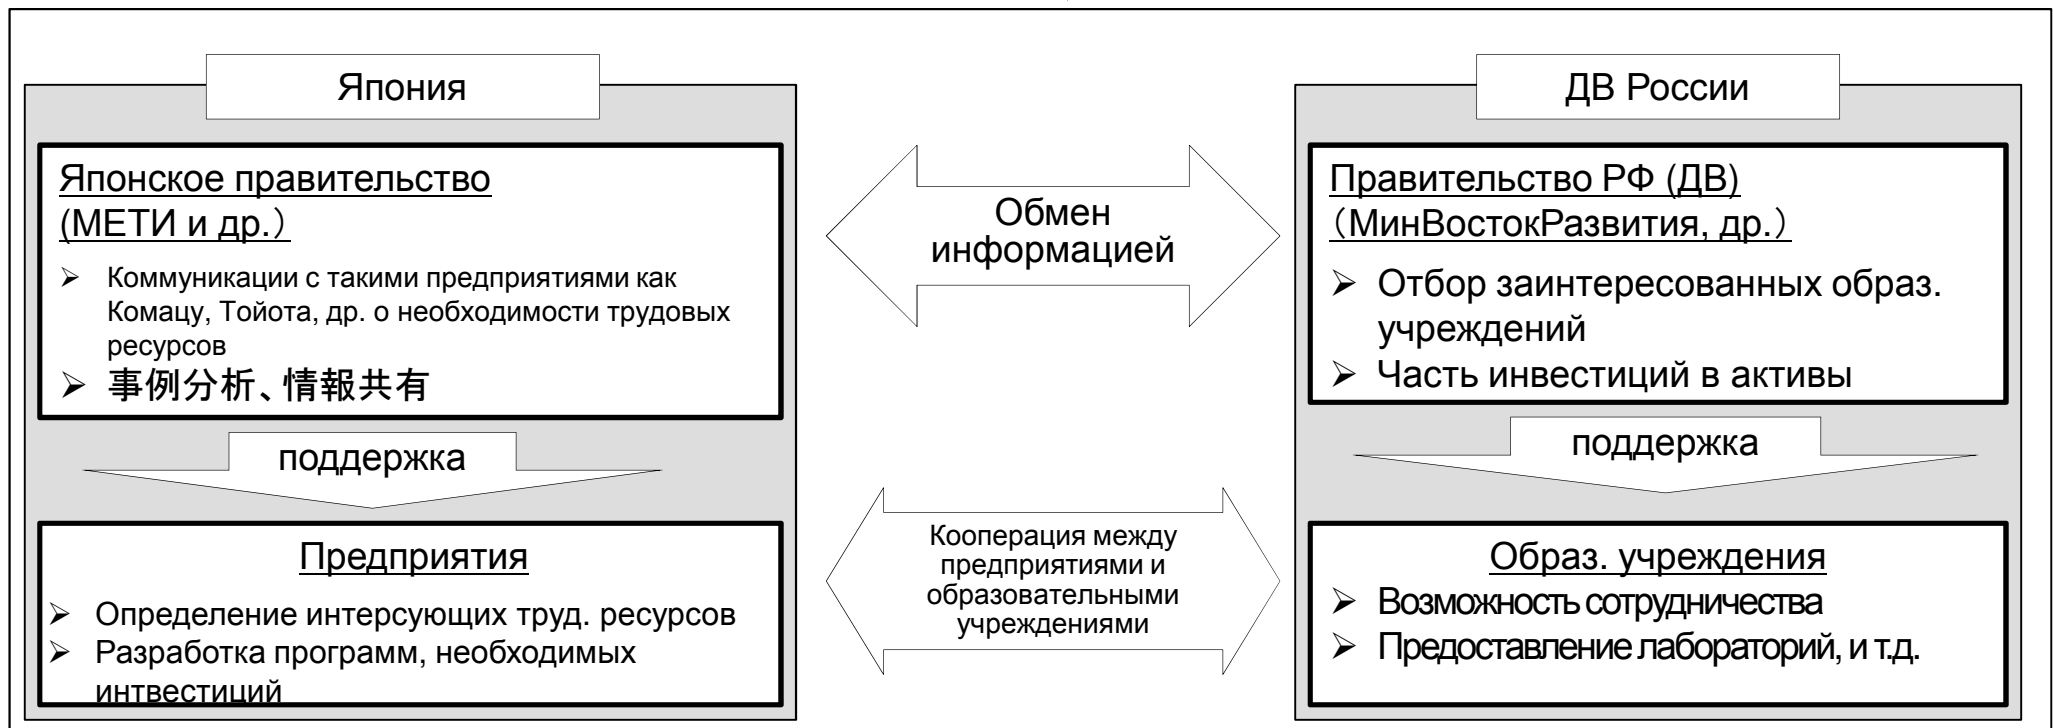 Япония
Японское правительство
(МЕТИ и др.）
➢ Коммуникации с такими предприятиями как
Комацу, Тойота, др. о необходимости трудовых
ресурсов
➢ 事例分析、情報共有
поддержка
Предприятия
➢ Определение интерсующих труд. ресурсов
➢ Разработка программ, необходимых
интвестиций
Обмен
информацией
Кооперация между
предприятиями и
образовательными
учреждениями
ДВ России
Правительство РФ (ДВ)
（МинВостокРазвития, др.）
➢ Отбор заинтересованных образ.
учреждений
➢ Часть инвестиций в активы
поддержка
Образ. учреждения
➢ Возможность сотрудничества
➢ Предоставление лабораторий, и т.д.